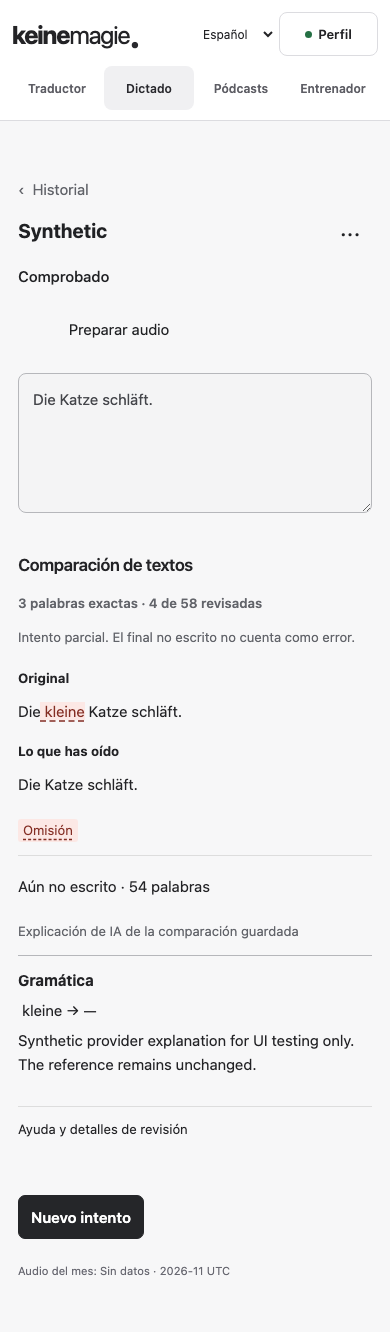 keinemagie.
Español
Perfil
Traductor
Dictado
Pódcasts
Entrenador
‹ Historial
Synthetic
...
Comprobado
Preparar audio
Die Katze schläft.
Comparación de textos
3 palabras exactas · 4 de 58 revisadas
Intento parcial. El final no escrito no cuenta como error.
Original
Die kleine Katze schläft.
Lo que has oído
Die Katze schläft.
Omisión
Aún no escrito · 54 palabras
Explicación de IA de la comparación guardada
Gramática
kleine → —
Synthetic provider explanation for UI testing only.
The reference remains unchanged.
Ayuda y detalles de revisión
Nuevo intento
Audio del mes: Sin datos · 2026-11 UTC